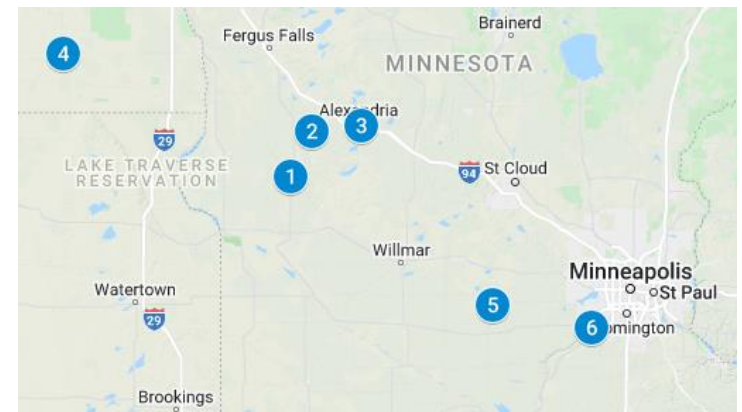 Brainerd
Fergus Falls
4
MINNESOTA
Alexandria
2
3
29
LAKE TRAVERSE
RESERVATION
94
St Cloud
1
Willmar
Minneapolis
Watertown
St Paul
5
29
6
omington
Brookings